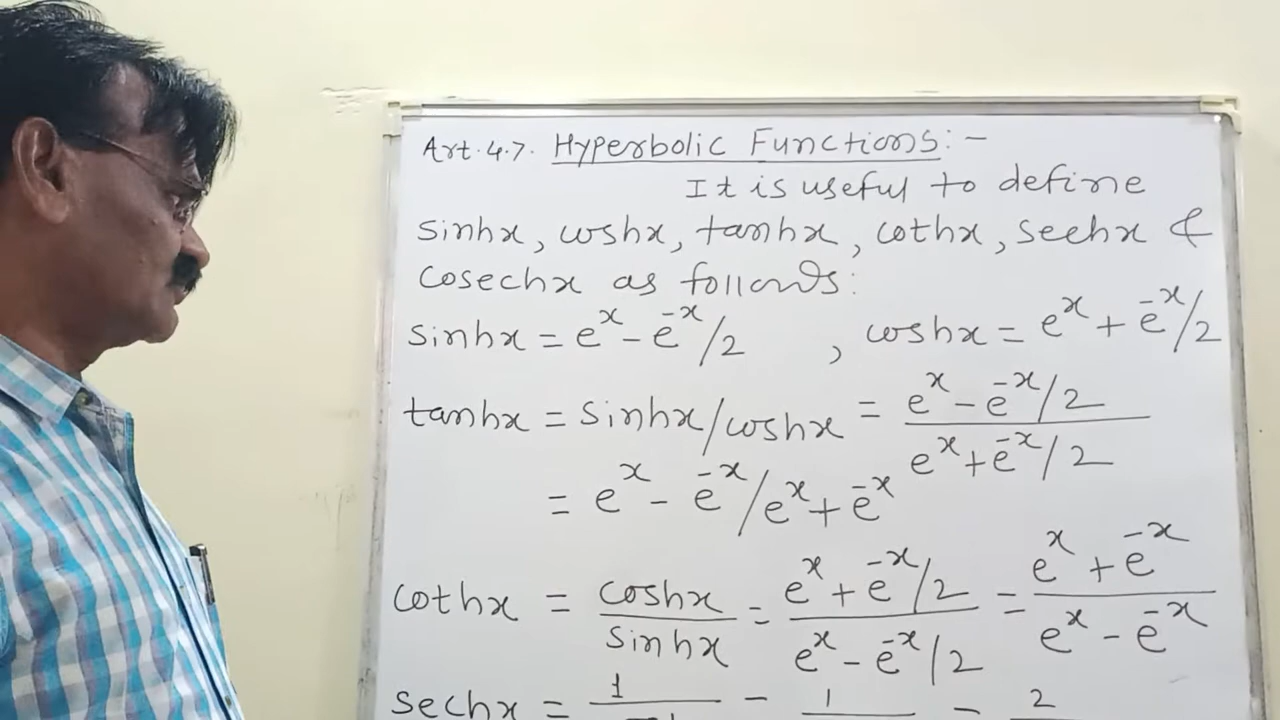 Art. 4.7. Hyperbolic Functions:-
It is useful to define
sinhx, coshx, tanhx, cothx, sechx &
Cosechx as follows:
sinhx = e^x - e^-x/2 , coshx = e^x + e^-x/2
tanhx = sinhx/coshx = e^x - e^-x/2 / e^x + e^-x/2
= e^x - e^-x/e^x + e^-x
cothx = coshx/sinhx = e^x + e^-x/2 / e^x - e^-x/2 = e^x + e^-x / e^x - e^-x
sechx = 1 - 1 - 2